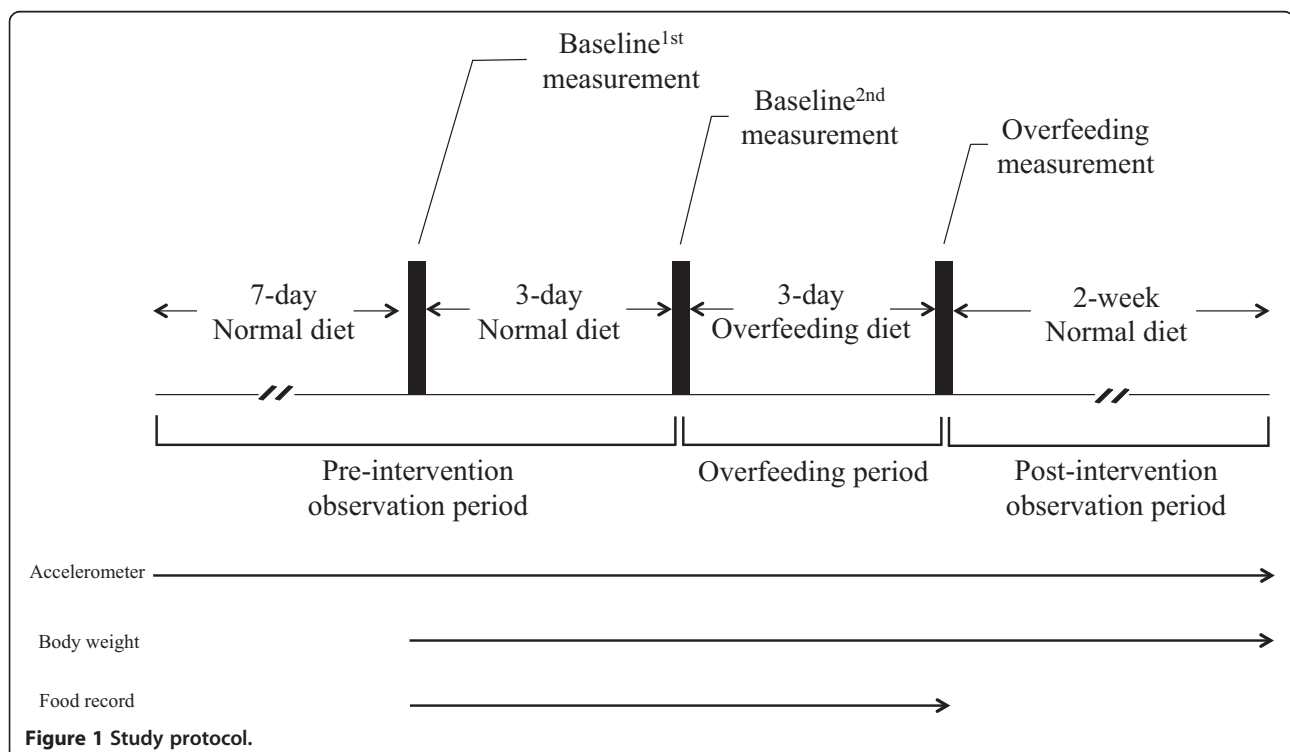 Baseline1st
measurement
Baseline2nd
measurement
Overfeeding
measurement
7-day
Normal diet
3-day
Normal diet
3-day
Overfeeding diet
2-week
Normal diet
Pre-intervention
observation period
Overfeeding period
Post-intervention
observation period
Accelerometer
Body weight
Food record
Figure 1 Study protocol.